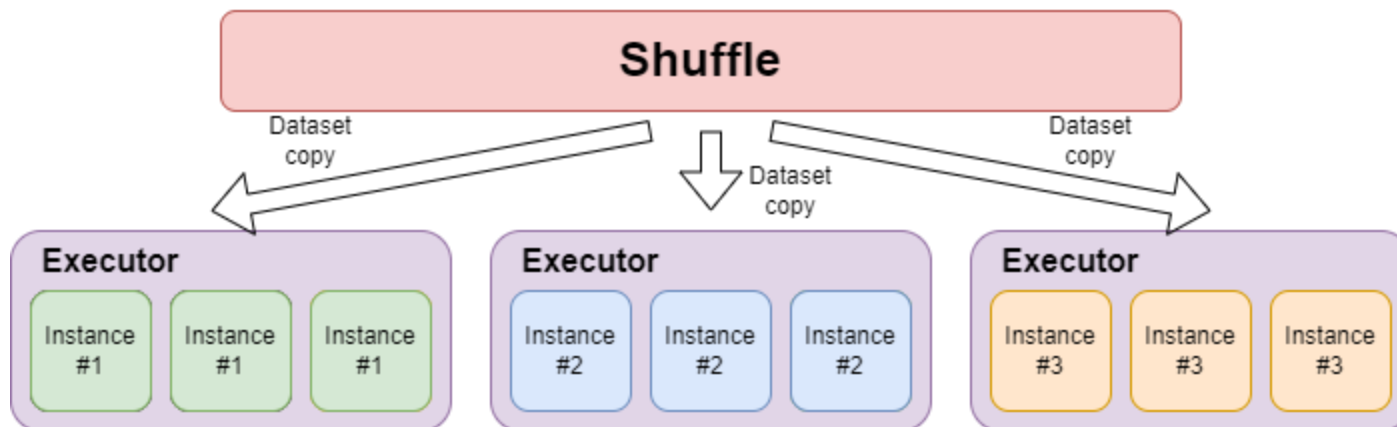 Shuffle
Dataset
copy
Dataset
copy
Dataset
copy
Executor
Instance
#1
Instance
#1
Instance
#1
Executor
Instance
#2
Instance
#2
Instance
#2
Executor
Instance
#3
Instance
#3
Instance
#3